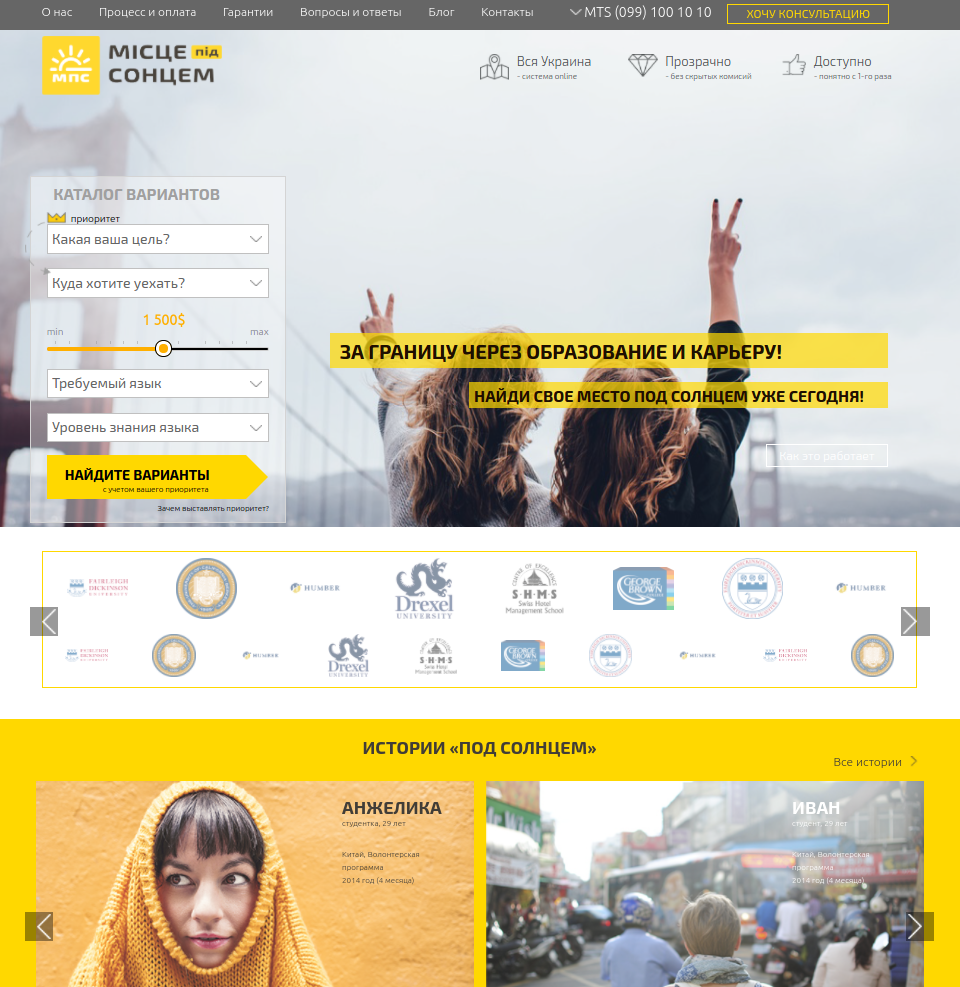 О нас
Процесс и оплата
Гарантии
Вопросы и ответы
Блог
Контакты
MTS (099) 100 10 10
ХОЧУ КОНСУЛЬТАЦИЮ
МПС
МІСЦЕ під
СОНЦЕМ
Вся Украина
- система online
Прозрачно
- без скрытых комисий
Доступно
- понятно с 1-го раза
КАТАЛОГ ВАРИАНТОВ
приоритет
Какая ваша цель?
Куда хотите уехать?
1 500$
min
max
Требуемый язык
Уровень знания языка
НАЙДИТЕ ВАРИАНТЫ
с учетом вашего приоритета
Зачем выставлять приоритет?
ЗА ГРАНИЦУ ЧЕРЕЗ ОБРАЗОВАНИЕ И КАРЬЕРУ!
НАЙДИ СВОЕ МЕСТО ПОД СОЛНЦЕМ УЖЕ СЕГОДНЯ!
Как это работает
FAIRLEIGH
DICKINSON
UNIVERSITY
HUMBER
Drexel
UNIVERSITY
S·H·M·S
Swiss Hotel
Management School
GEORGE
BROWN
HUMBER
FAIRLEIGH
DICKINSON
UNIVERSITY
HUMBER
Drexel
UNIVERSITY
S·H·M·S
Swiss Hotel
Management School
GEORGE
BROWN
HUMBER
FAIRLEIGH
DICKINSON
UNIVERSITY
ИСТОРИИ «ПОД СОЛНЦЕМ»
Все истории
АНЖЕЛИКА
студентка, 29 лет
Китай, Волонтерская
программа
2014 год (4 месяца)
ИВАН
студент, 29 лет
Китай, Волонтерская
программа
2014 год (4 месяца)